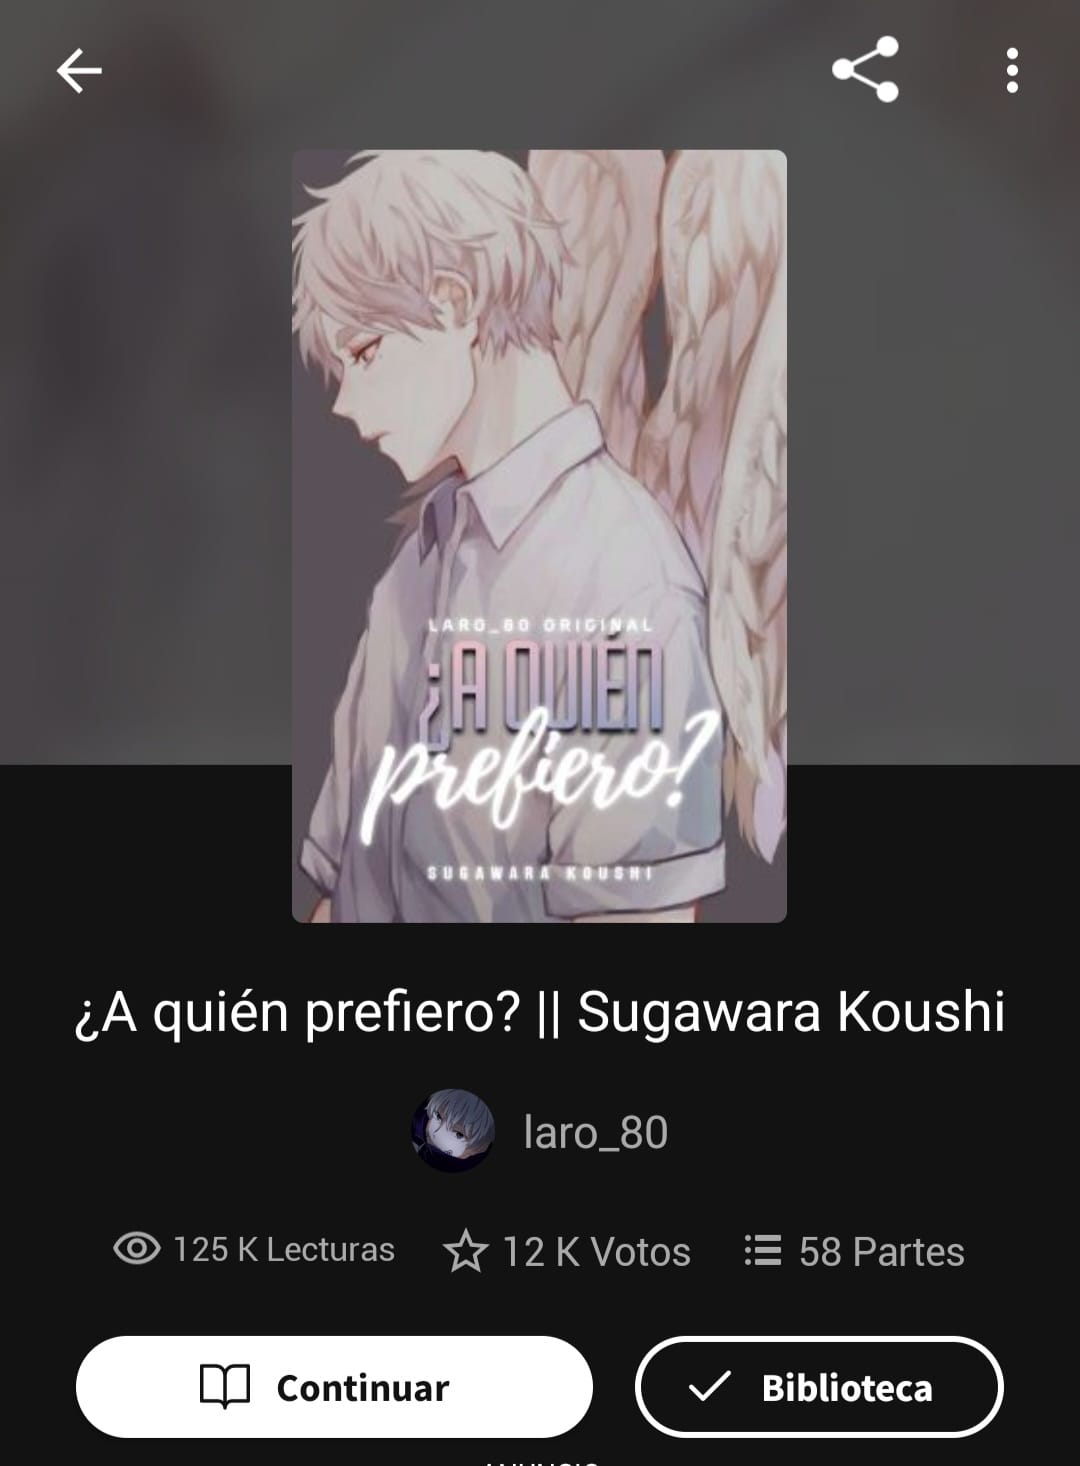 LARO_80 ORIGINAL
¿A QUIÉN
prefiero?
SUGAWARA KOUSHI
¿A quién prefiero? || Sugawara Koushi
laro_80
125 K Lecturas 12 K Votos 58 Partes
Continuar Biblioteca